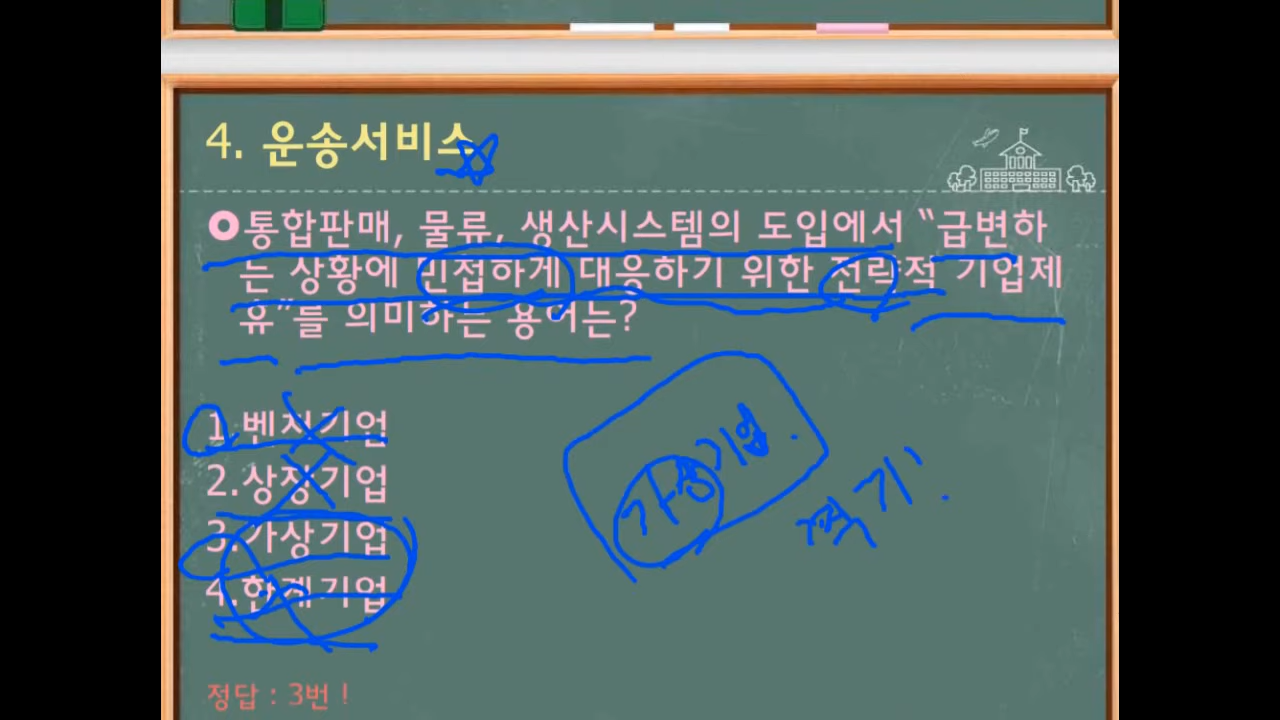 4. 운송서비스
통합판매, 물류, 생산시스템의 도입에서 “급변하
는 상황에 민첩하게 대응하기 위한 전략적 기업제
휴”를 의미하는 용어는?
1.벤처기업
2.상장기업
3.가상기업
4.한계기업
가상기업.
찍기!
정답 : 3번 !